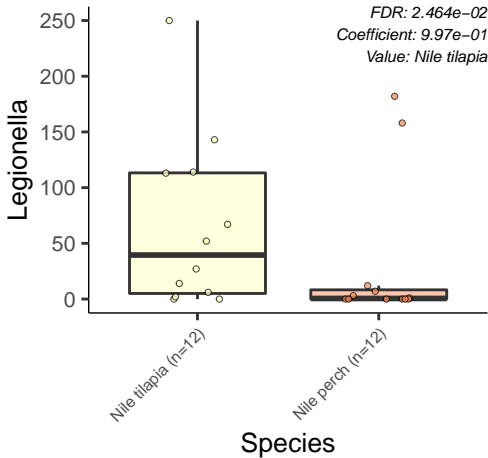 FDR: 2.464e−02
Coefficient: 9.97e−01
Value: Nile tilapia
Legionella
250
200
150
100
50
0
Nile tilapia (n=12)
Nile perch (n=12)
Species